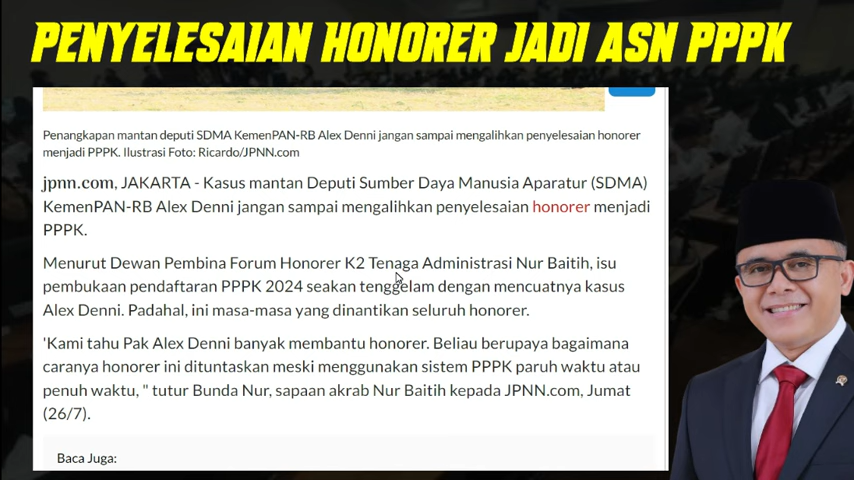 PENYELESAIAN HONORER JADI ASN PPPK
Penangkapan mantan deputi SDMA KemenPAN-RB Alex Denni jangan sampai mengalihkan penyelesaian honorer
menjadi PPPK. Ilustrasi Foto: Ricardo/JPNN.com
jpnn.com, JAKARTA - Kasus mantan Deputi Sumber Daya Manusia Aparatur (SDMA)
KemenPAN-RB Alex Denni jangan sampai mengalihkan penyelesaian honorer menjadi
PPPK.
Menurut Dewan Pembina Forum Honorer K2 Tenaga Administrasi Nur Baitih, isu
pembukaan pendaftaran PPPK 2024 seakan tenggelam dengan mencuatnya kasus
Alex Denni. Padahal, ini masa-masa yang dinantikan seluruh honorer.
'Kami tahu Pak Alex Denni banyak membantu honorer. Beliau berupaya bagaimana
caranya honorer ini dituntaskan meski menggunakan sistem PPPK paruh waktu atau
penuh waktu, " tutur Bunda Nur, sapaan akrab Nur Baitih kepada JPNN.com, Jumat
(26/7).
Baca Juga: